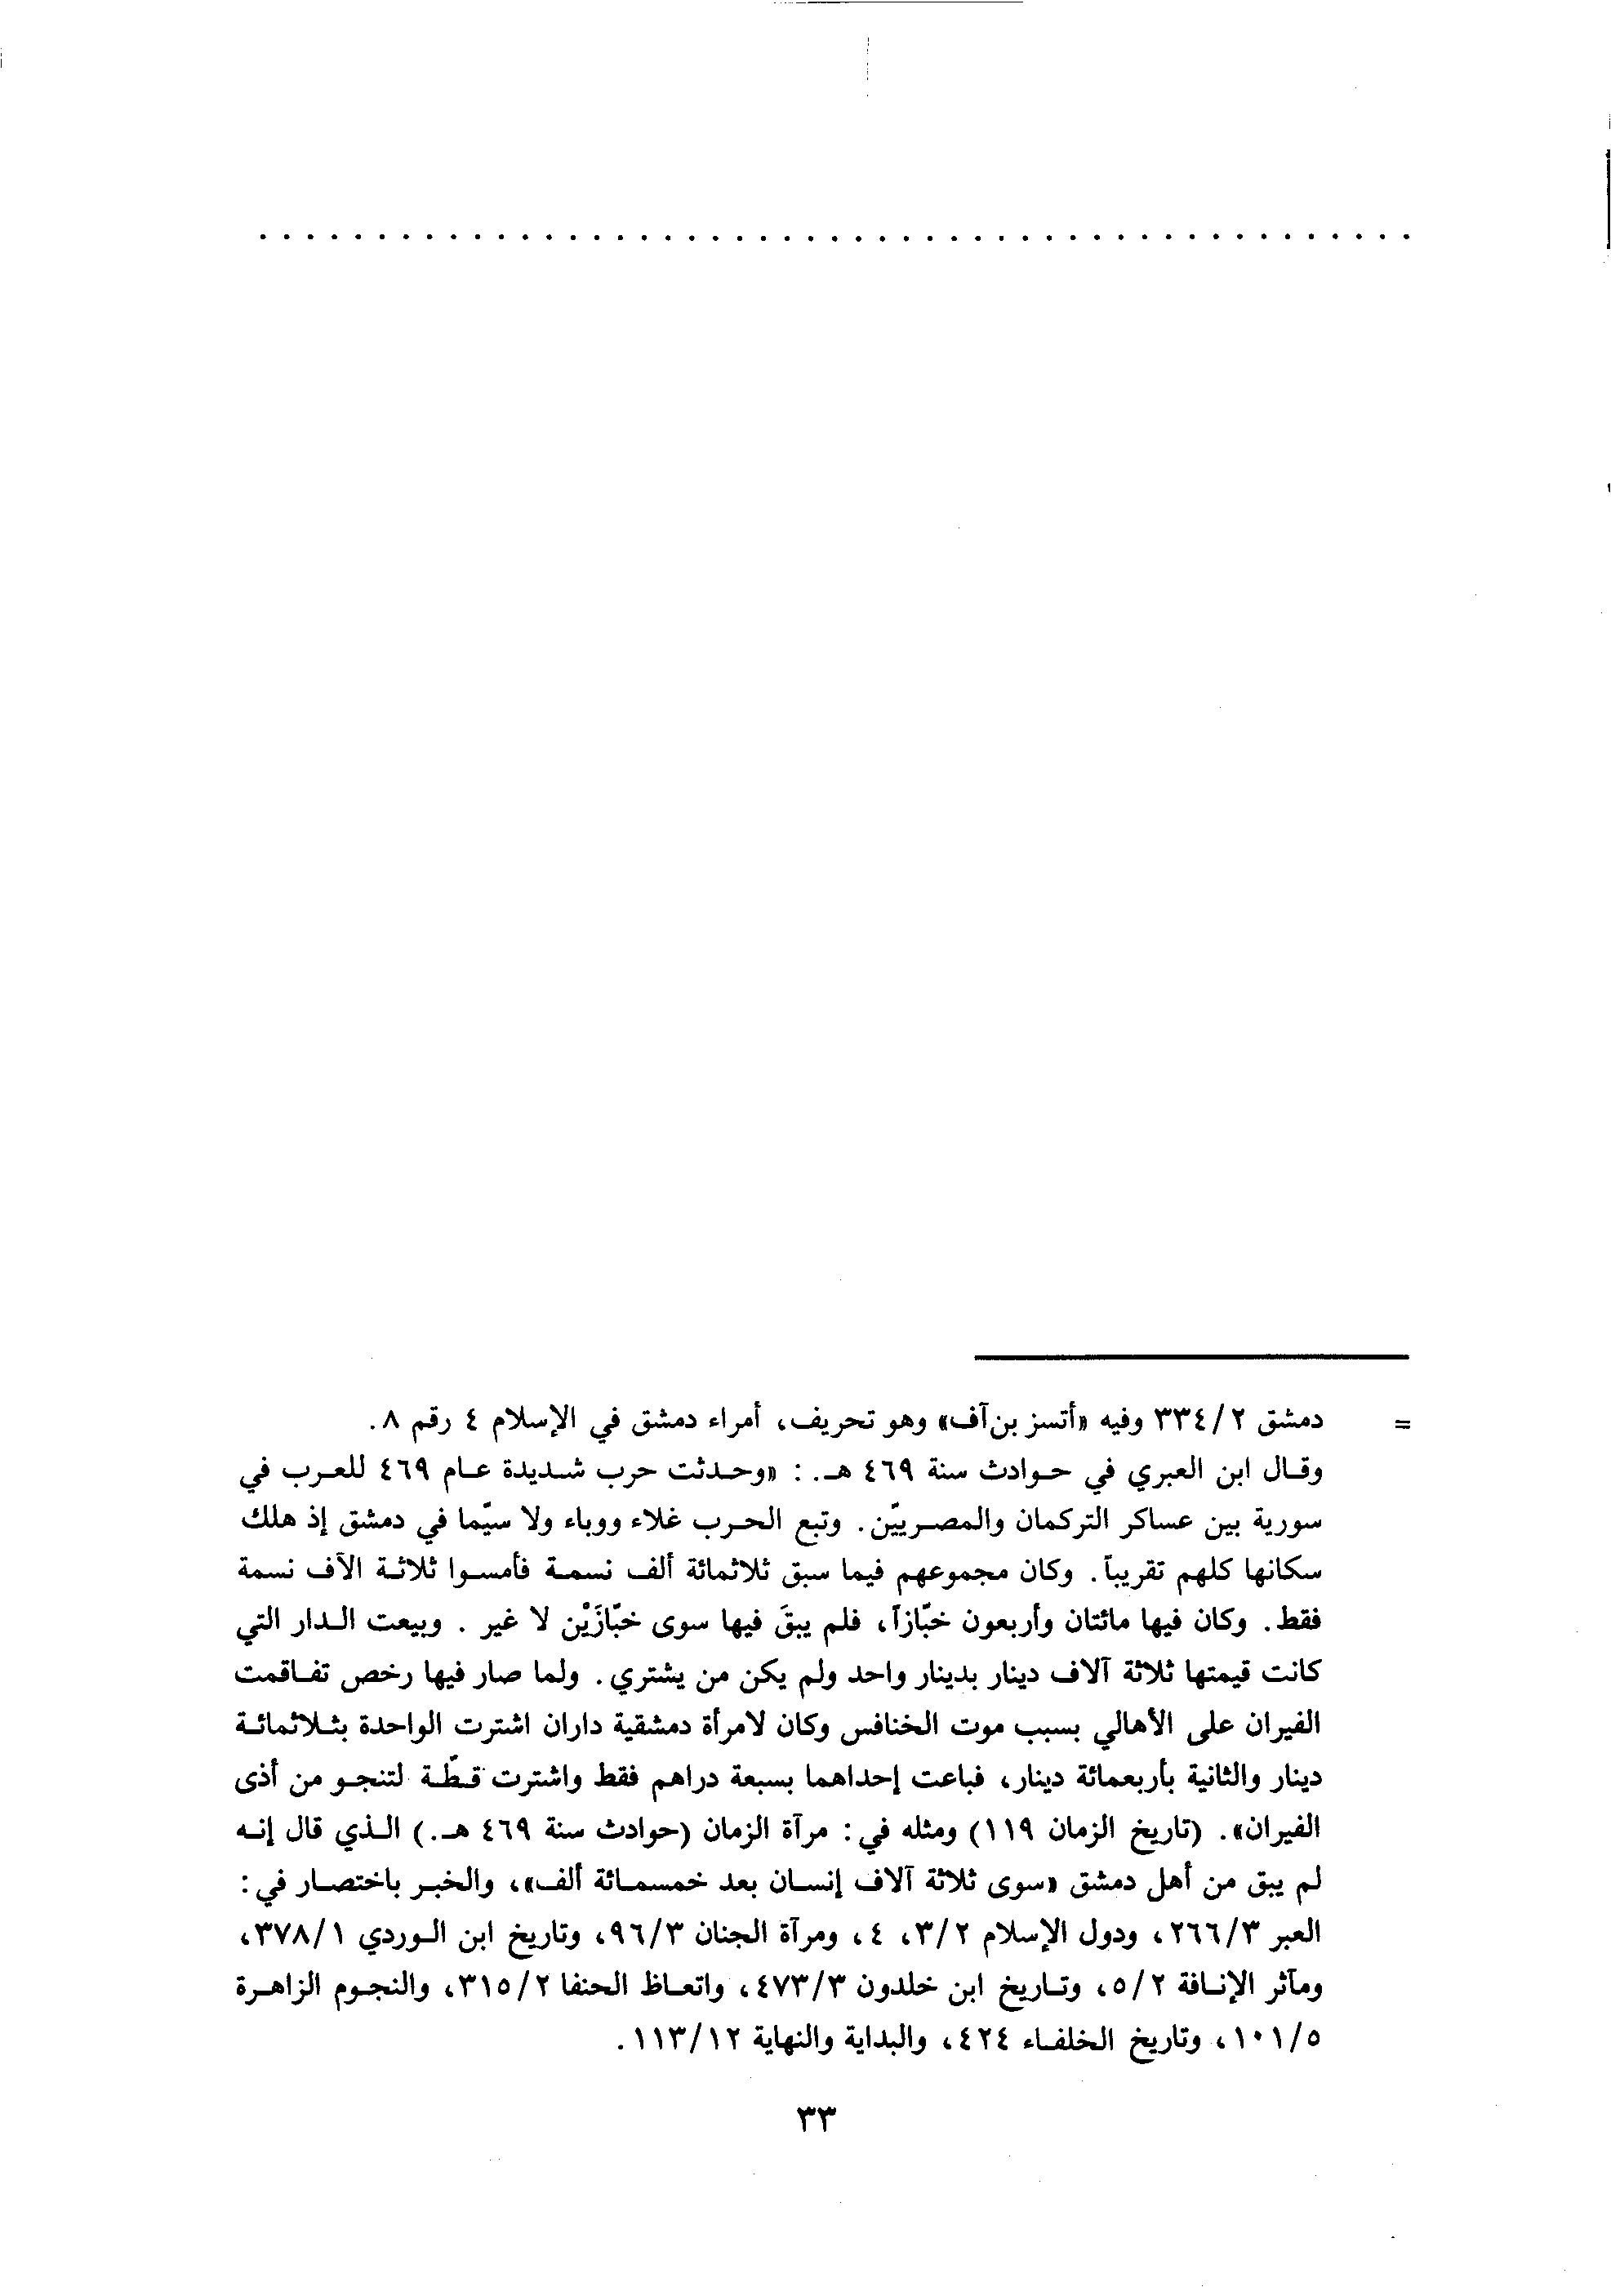 . . . . . . . . . . . . . . . . . . . . . . . . . . . . . . . . . . . . . . . . . . . . . . . . .
= دمشق ٢/ ٣٣٤ وفيه «أتسز بن آف» وهو تحريف، أمراء دمشق في الإسلام ٤ رقم ٨.
وقال ابن العبري في حوادث سنة ٤٦٩ هـ. : «وحدثت حرب شديدة عام ٤٦٩ للعرب في
سورية بين عساكر التركمان والمصريّين. وتبع الحرب غلاء ووباء ولا سيّما في دمشق إذ هلك
سكانها كلهم تقريباً. وكان مجموعهم فيما سبق ثلاثمائة ألف نسمة فأمسوا ثلاثة الآف نسمة
فقط. وكان فيها مائتان وأربعون خبّازاً، فلم يبقَ فيها سوى خبّازَيْن لا غير . وبيعت الدار التي
كانت قيمتها ثلاثة آلاف دينار بدينار واحد ولم يكن من يشتري. ولما صار فيها رخص تفاقمت
الفيران على الأهالي بسبب موت الخنافس وكان لامرأة دمشقية داران اشترت الواحدة بثلاثمائة
دينار والثانية بأربعمائة دينار، فباعت إحداهما بسبعة دراهم فقط واشترت قطّة لتنجو من أذى
الفيران». (تاريخ الزمان ١١٩) ومثله في: مرآة الزمان (حوادث سنة ٤٦٩ هـ.) الذي قال إنه
لم يبق من أهل دمشق «سوى ثلاثة آلاف إنسان بعد خمسمائة ألف»، والخبر باختصار في:
العبر ٣/ ٢٦٦، ودول الإسلام ٢/ ٣، ٤، ومرآة الجنان ٣/ ٩٦، وتاريخ ابن الوردي ١/ ٣٧٨،
ومآثر الإنافة ٢/ ٥، وتاريخ ابن خلدون ٣/ ٤٧٣، واتعاظ الحنفا ٢/ ٣١٥، والنجوم الزاهرة
٥/ ١٠١، وتاريخ الخلفاء ٤٢٤، والبداية والنهاية ١٢/ ١١٣.
٣٣